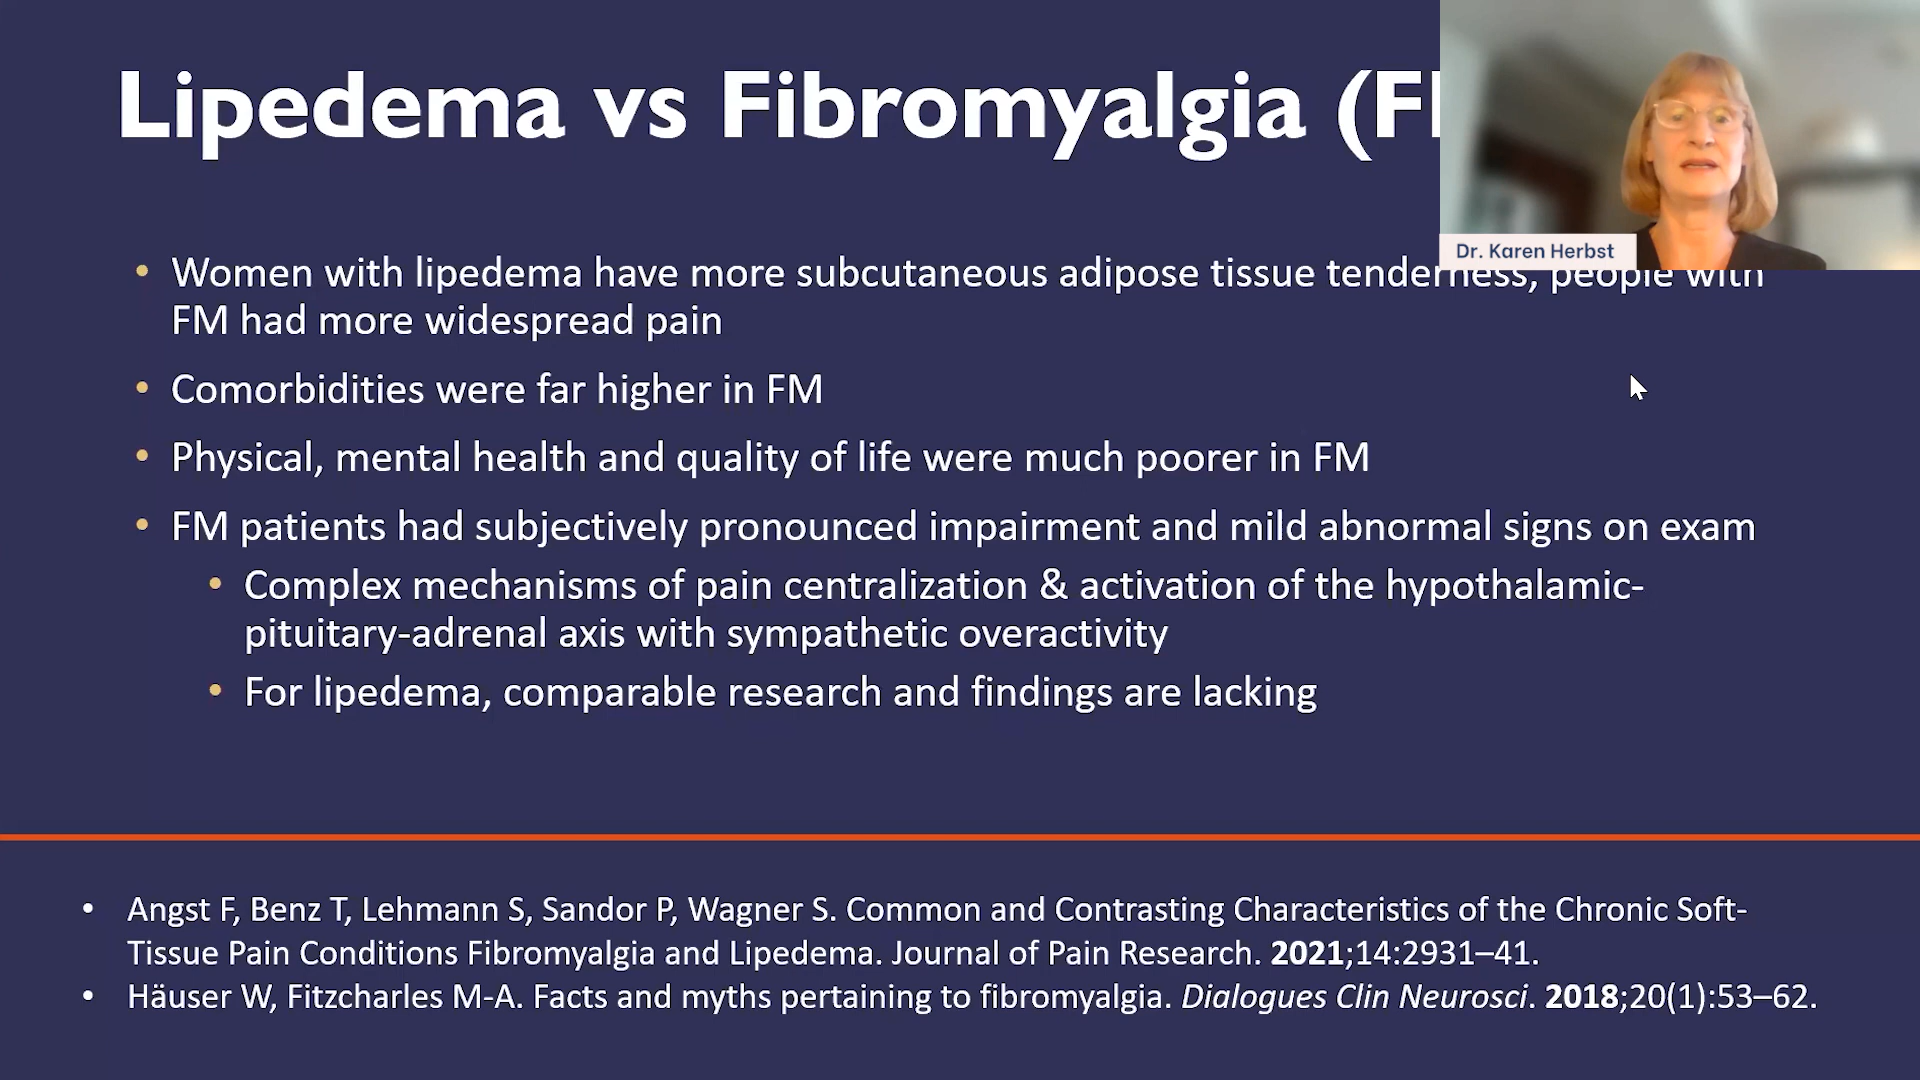 Lipedema vs Fibromyalgia (F
Dr. Karen Herbst
• Women with lipedema have more subcutaneous adipose tissue tenderness, people with
FM had more widespread pain
• Comorbidities were far higher in FM
• Physical, mental health and quality of life were much poorer in FM
• FM patients had subjectively pronounced impairment and mild abnormal signs on exam
• Complex mechanisms of pain centralization & activation of the hypothalamic-
pituitary-adrenal axis with sympathetic overactivity
• For lipedema, comparable research and findings are lacking
• Angst F, Benz T, Lehmann S, Sandor P, Wagner S. Common and Contrasting Characteristics of the Chronic Soft-
Tissue Pain Conditions Fibromyalgia and Lipedema. Journal of Pain Research. 2021;14:2931–41.
• Häuser W, Fitzcharles M-A. Facts and myths pertaining to fibromyalgia. Dialogues Clin Neurosci. 2018;20(1):53–62.